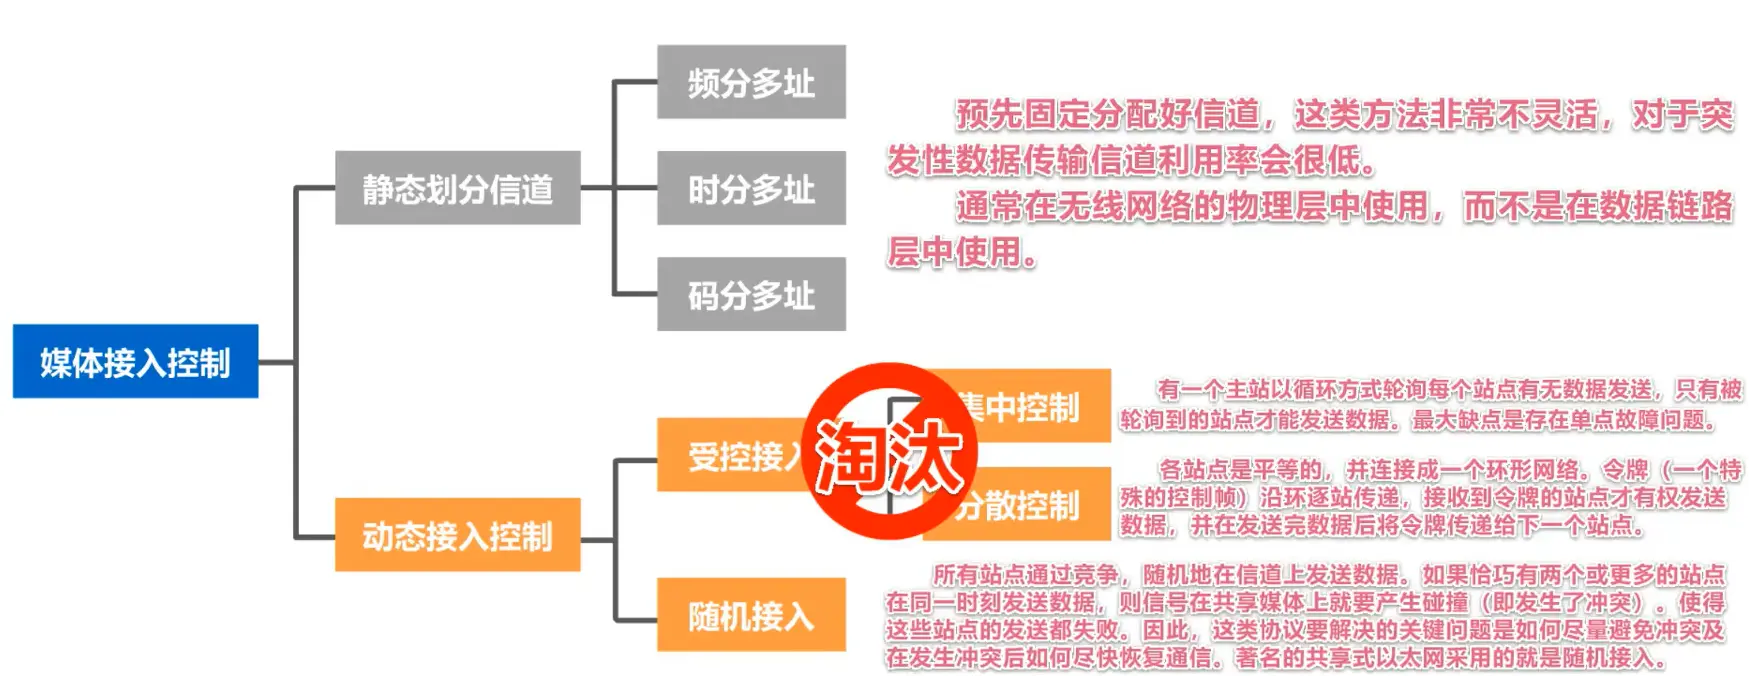 频分多址
预先固定分配好信道，这类方法非常不灵活，对于突
发性数据传输信道利用率会很低。
静态划分信道
时分多址
通常在无线网络的物理层中使用，而不是在数据链路
层中使用。
码分多址
媒体接入控制
集中控制
有一个主站以循环方式轮询每个站点有无数据发送，只有被
轮询到的站点才能发送数据。最大缺点是存在单点故障问题。
受控接入
淘汰
分散控制
各站点是平等的，并连接成一个环形网络。令牌（一个特
殊的控制帧）沿环逐站传递，接收到令牌的站点才有权发送
数据，并在发送完数据后将令牌传递给下一个站点。
动态接入控制
随机接入
所有站点通过竞争，随机地在信道上发送数据。如果恰巧有两个或更多的站点
在同一时刻发送数据，则信号在共享媒体上就要产生碰撞（即发生了冲突）。使得
这些站点的发送都失败。因此，这类协议要解决的关键问题是如何尽量避免冲突及
在发生冲突后如何尽快恢复通信。著名的共享式以太网采用的就是随机接入。